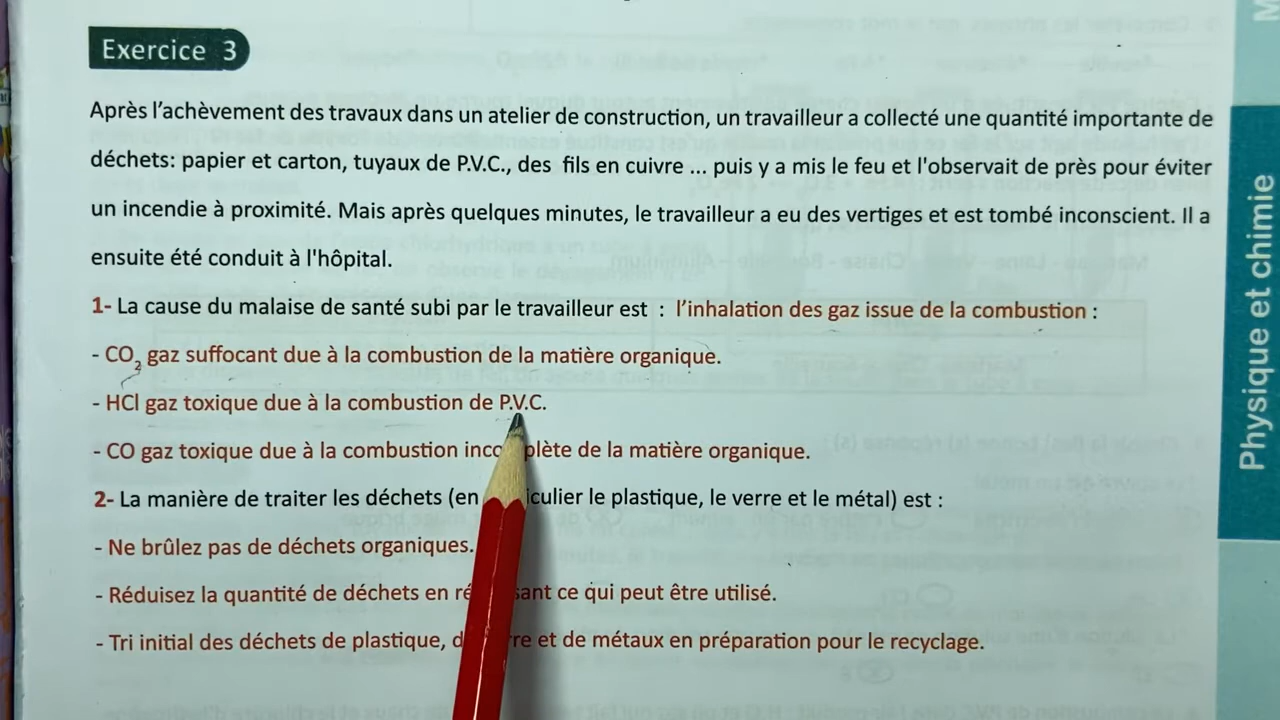 Exercice 3
Après l'achèvement des travaux dans un atelier de construction, un travailleur a collecté une quantité importante de
déchets: papier et carton, tuyaux de P.V.C., des fils en cuivre ... puis y a mis le feu et l'observait de près pour éviter
un incendie à proximité. Mais après quelques minutes, le travailleur a eu des vertiges et est tombé inconscient. Il a
ensuite été conduit à l'hôpital.
1- La cause du malaise de santé subi par le travailleur est : l'inhalation des gaz issue de la combustion :
- CO₂ gaz suffocant due à la combustion de la matière organique.
- HCl gaz toxique due à la combustion de P.V.C.
- CO gaz toxique due à la combustion de la matière organique.
2- La manière de traiter les déchets (en le plastique, le verre et le métal) est :
- Ne brûlez pas de déchets organiques.
- Réduisez la quantité de déchets en ce qui peut être utilisé.
- Tri initial des déchets de plastique, et de métaux en préparation pour le recyclage.
Physique et chimie